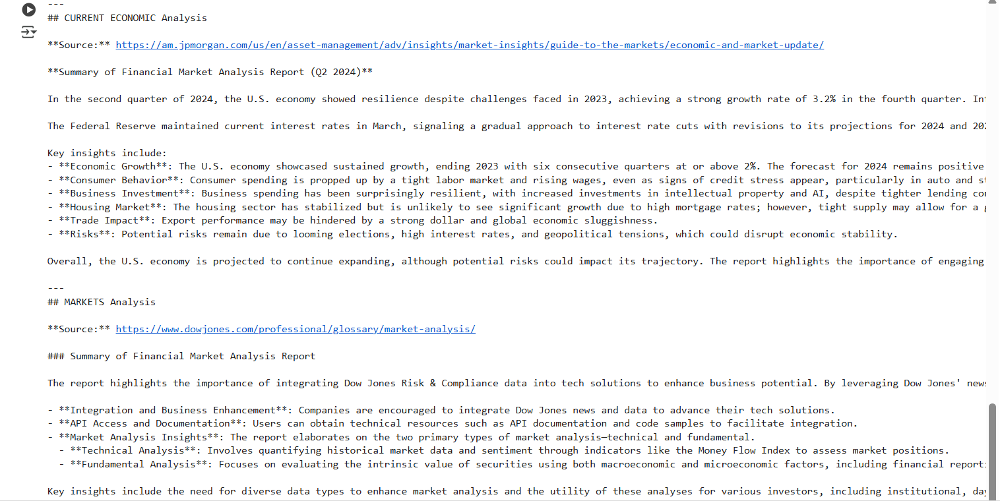 ---
## CURRENT ECONOMIC Analysis
**Source:** https://am.jpmorgan.com/us/en/asset-management/adv/insights/market-insights/guide-to-the-markets/economic-and-market-update/
**Summary of Financial Market Analysis Report (Q2 2024)**
In the second quarter of 2024, the U.S. economy showed resilience despite challenges faced in 2023, achieving a strong growth rate of 3.2% in the fourth quarter.
The Federal Reserve maintained current interest rates in March, signaling a gradual approach to interest rate cuts with revisions to its projections for 2024 and
Key insights include:
- **Economic Growth**: The U.S. economy showcased sustained growth, ending 2023 with six consecutive quarters at or above 2%. The forecast for 2024 remains positive
- **Consumer Behavior**: Consumer spending is propped up by a tight labor market and rising wages, even as signs of credit stress appear, particularly in auto and
- **Business Investment**: Business spending has been surprisingly resilient, with increased investments in intellectual property and AI, despite tighter lending
- **Housing Market**: The housing sector has stabilized but is unlikely to see significant growth due to high mortgage rates; however, tight supply may allow for a
- **Trade Impact**: Export performance may be hindered by a strong dollar and global economic sluggishness.
- **Risks**: Potential risks remain due to looming elections, high interest rates, and geopolitical tensions, which could disrupt economic stability.
Overall, the U.S. economy is projected to continue expanding, although potential risks could impact its trajectory. The report highlights the importance of engaging
---
## MARKETS Analysis
**Source:** https://www.dowjones.com/professional/glossary/market-analysis/
### Summary of Financial Market Analysis Report
The report highlights the importance of integrating Dow Jones Risk & Compliance data into tech solutions to enhance business potential. By leveraging Dow Jones' news
- **Integration and Business Enhancement**: Companies are encouraged to integrate Dow Jones news and data to advance their tech solutions.
- **API Access and Documentation**: Users can obtain technical resources such as API documentation and code samples to facilitate integration.
- **Market Analysis Insights**: The report elaborates on the two primary types of market analysis—technical and fundamental.
- **Technical Analysis**: Involves quantifying historical market data and sentiment through indicators like the Money Flow Index to assess market positions.
- **Fundamental Analysis**: Focuses on evaluating the intrinsic value of securities using both macroeconomic and microeconomic factors, including financial
Key insights include the need for diverse data types to enhance market analysis and the utility of these analyses for various investors, including institutional,